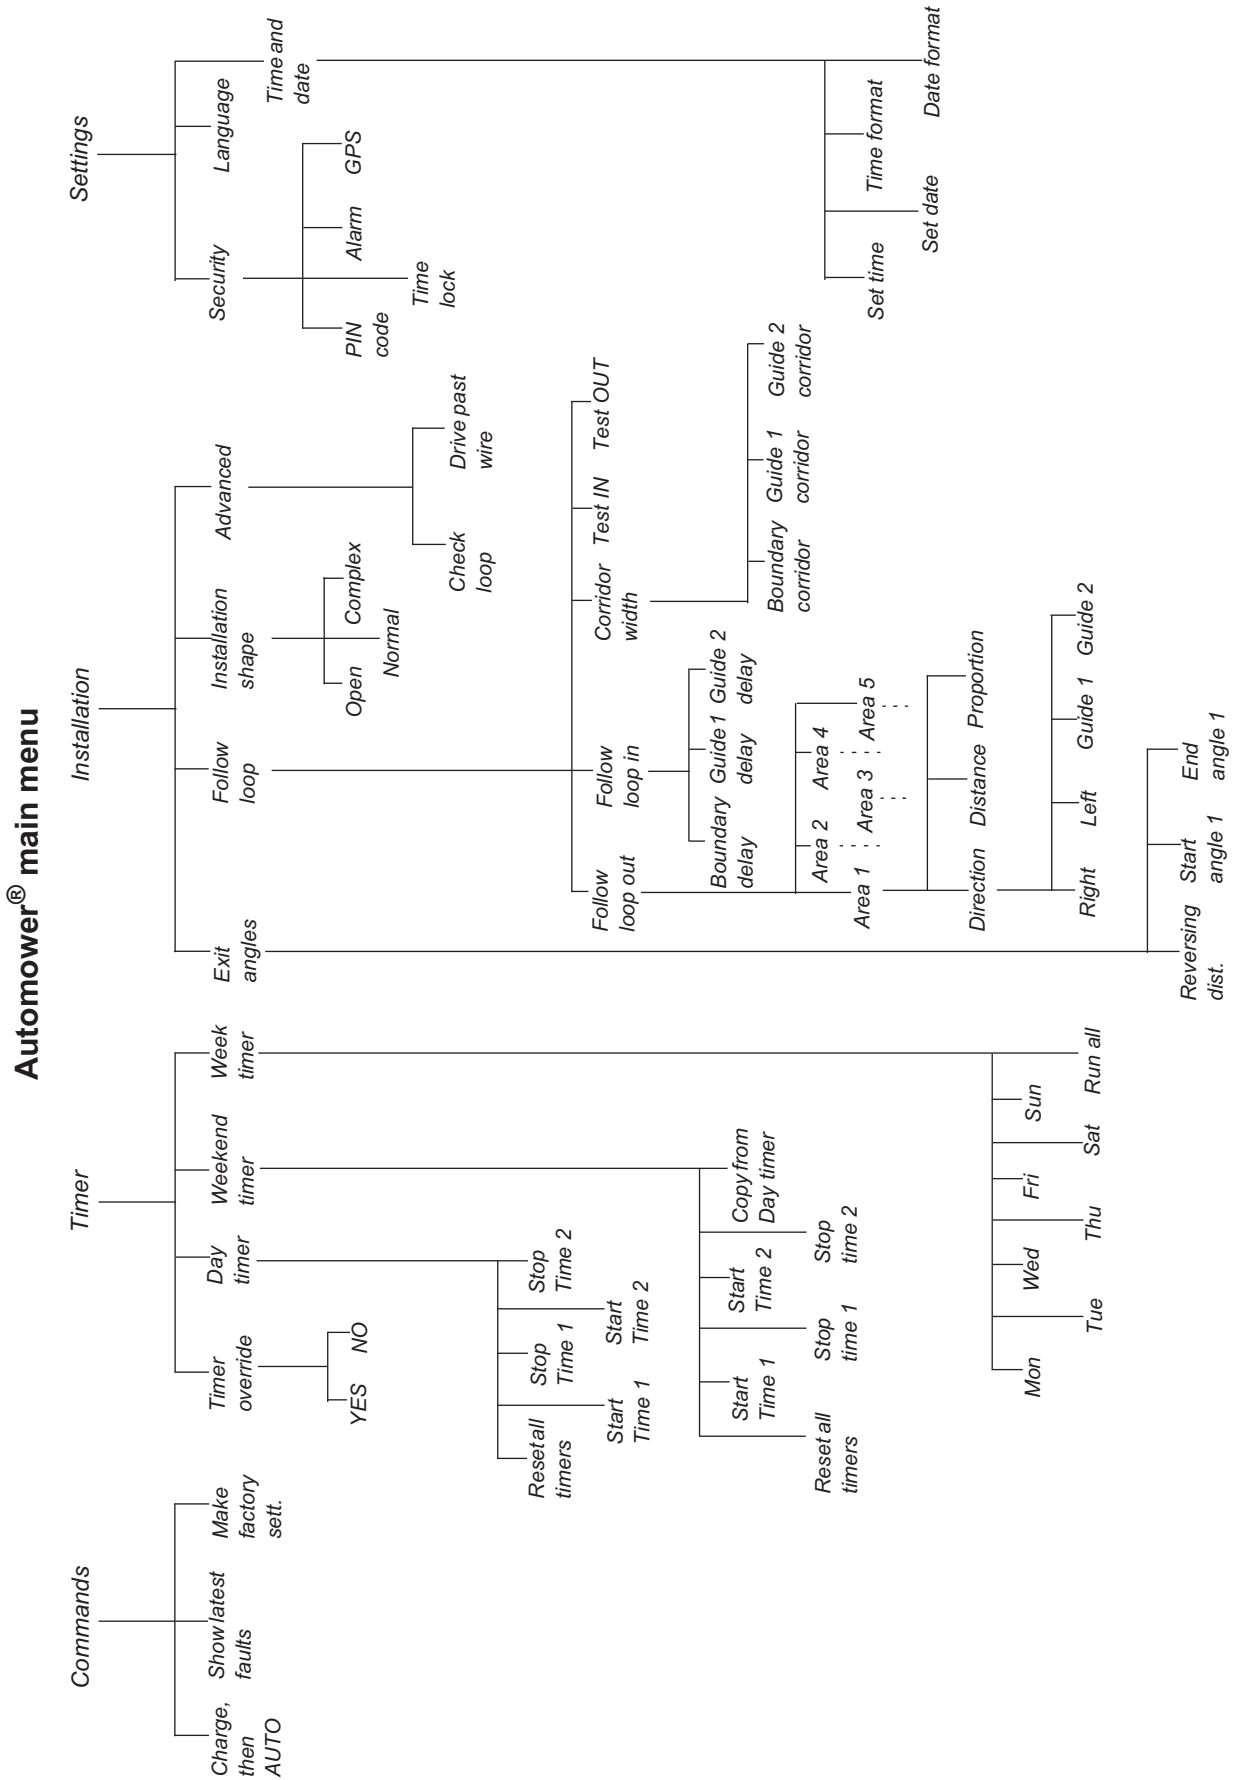 Automower® main menu
Commands
Charge,
then
AUTO
Show latest
faults
Make
factory
sett.
Timer
Timer
override
YES
NO
Day
timer
Reset all
timers
Start
Time 1
Stop
Time 1
Start
Time 2
Stop
Time 2
Weekend
timer
Reset all
timers
Start
Time 1
Stop
time 1
Start
Time 2
Stop
time 2
Copy from
Day timer
Week
timer
Mon
Tue
Wed
Thu
Fri
Sat
Sun
Run all
Installation
Exit
angles
Reversing
dist.
Start
angle 1
End
angle 1
Follow
loop
Follow
loop out
Area 1
Area 2
Area 3
Area 4
Area 5
Direction
Distance
Proportion
Right
Left
Guide 1
Guide 2
Follow
loop in
Boundary
delay
Guide 1
delay
Guide 2
delay
Corridor
width
Boundary
corridor
Guide 1
corridor
Guide 2
corridor
Test IN
Test OUT
Installation
shape
Open
Normal
Complex
Advanced
Check
loop
Drive past
wire
Settings
Security
PIN
code
Time
lock
Alarm
GPS
Language
Time and
date
Set time
Set date
Time format
Date format